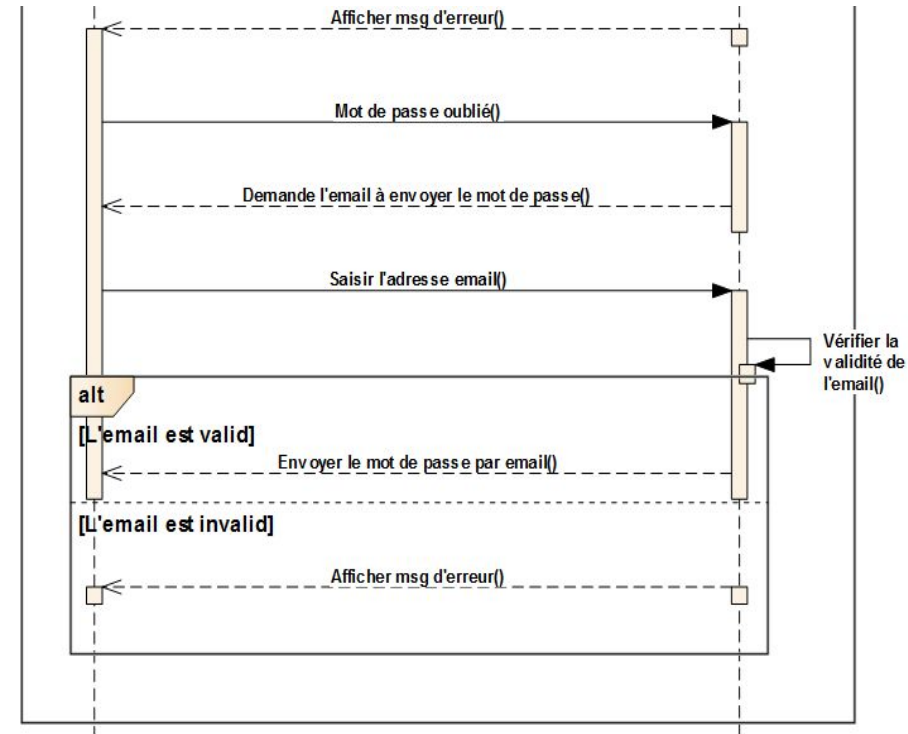 Afficher msg d'erreur()
Mot de passe oublié()
Demande l'email à envoyer le mot de passe()
Saisir l'adresse email()
Vérifier la
validité de
l'email()
alt
[L'email est valid]
Envoyer le mot de passe par email()
[L'email est invalid]
Afficher msg d'erreur()